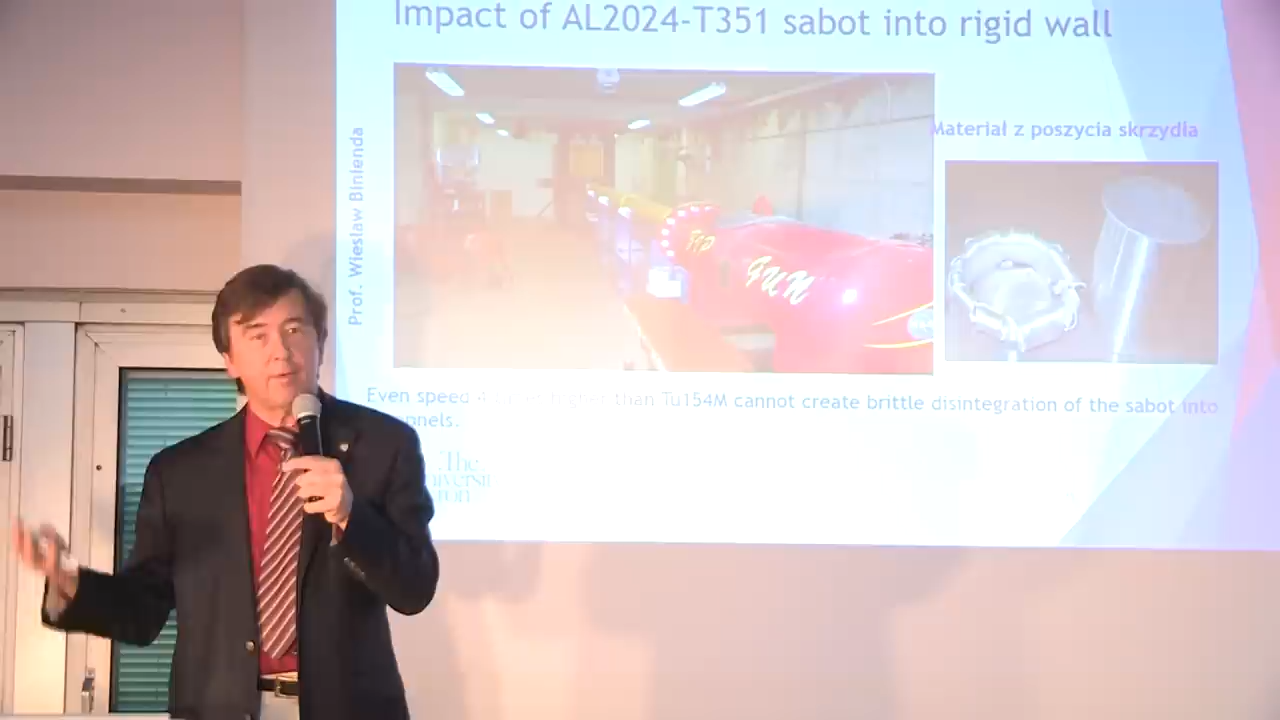 Impact of AL2024-T351 sabot into rigid wall
Prof. Wieslaw Binienda
Materiał z poszycia skrzydła
GUN
Even speed higher than Tu154M cannot create brittle disintegration of the sabot into
The